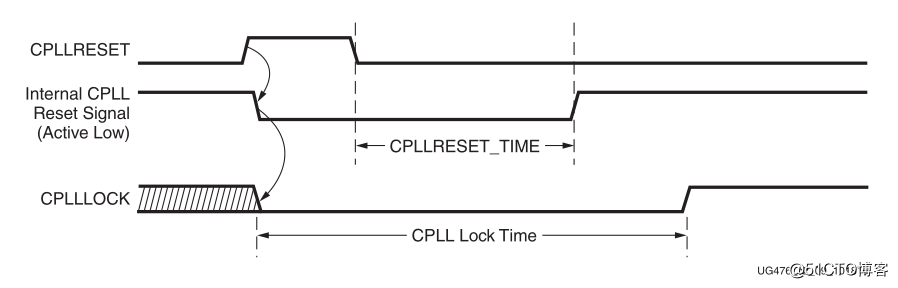 CPLLRESET
Internal CPLL
Reset Signal
(Active Low)
CPLLRESET_TIME
CPLLLOCK
CPLL Lock Time
@51CTO博客